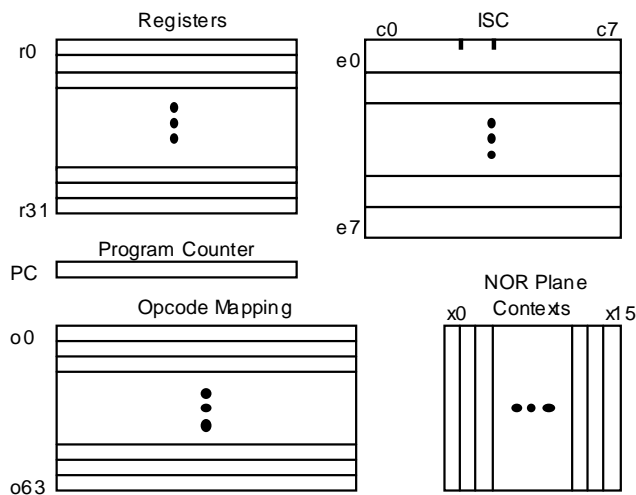 Registers
r0
r31
ISC
c0 c7
e0
e7
Program Counter
PC
Opcode Mapping
o0
o63
NOR Plane
Contexts
x0 x15